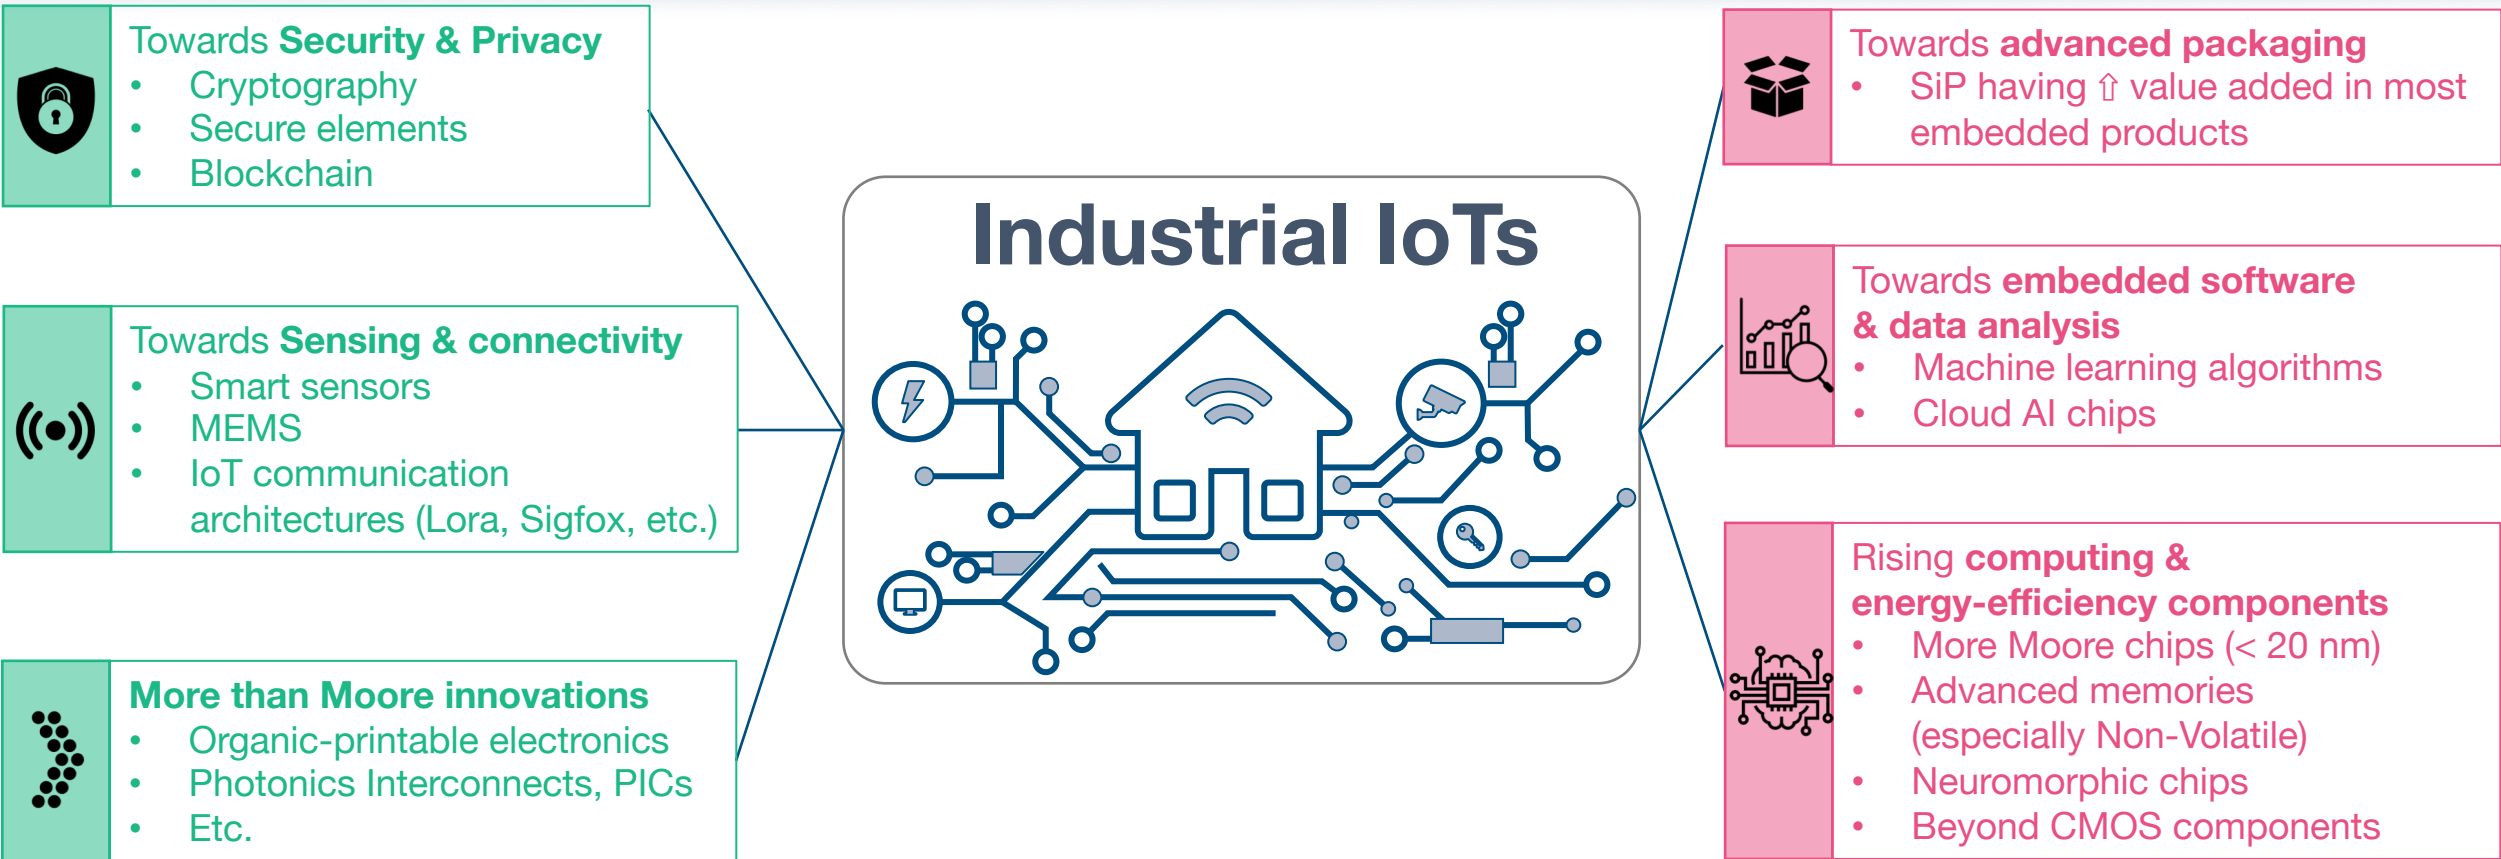 Towards Security & Privacy
• Cryptography
• Secure elements
• Blockchain
Towards Sensing & connectivity
• Smart sensors
• MEMS
• IoT communication
architectures (Lora, Sigfox, etc.)
More than Moore innovations
• Organic-printable electronics
• Photonics Interconnects, PICs
• Etc.
Industrial IoTs
Towards advanced packaging
• SiP having ⇧ value added in most
embedded products
Towards embedded software
& data analysis
• Machine learning algorithms
• Cloud AI chips
Rising computing &
energy-efficiency components
• More Moore chips (< 20 nm)
• Advanced memories
(especially Non-Volatile)
• Neuromorphic chips
• Beyond CMOS components